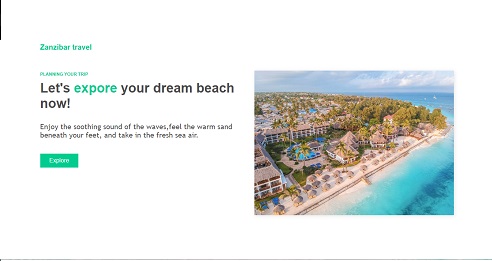 Zanzibar travel
PLANNING YOUR TRIP
Let's expore your dream beach
now!
Enjoy the soothing sound of the waves,feel the warm sand
beneath your feet, and take in the fresh sea air.
Explore